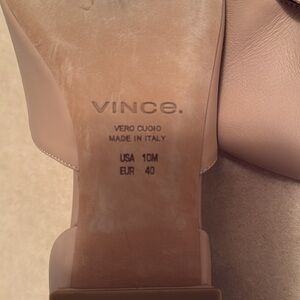 VINCE.
VERO CUOIO
MADE IN ITALY
USA 10M
EUR 40